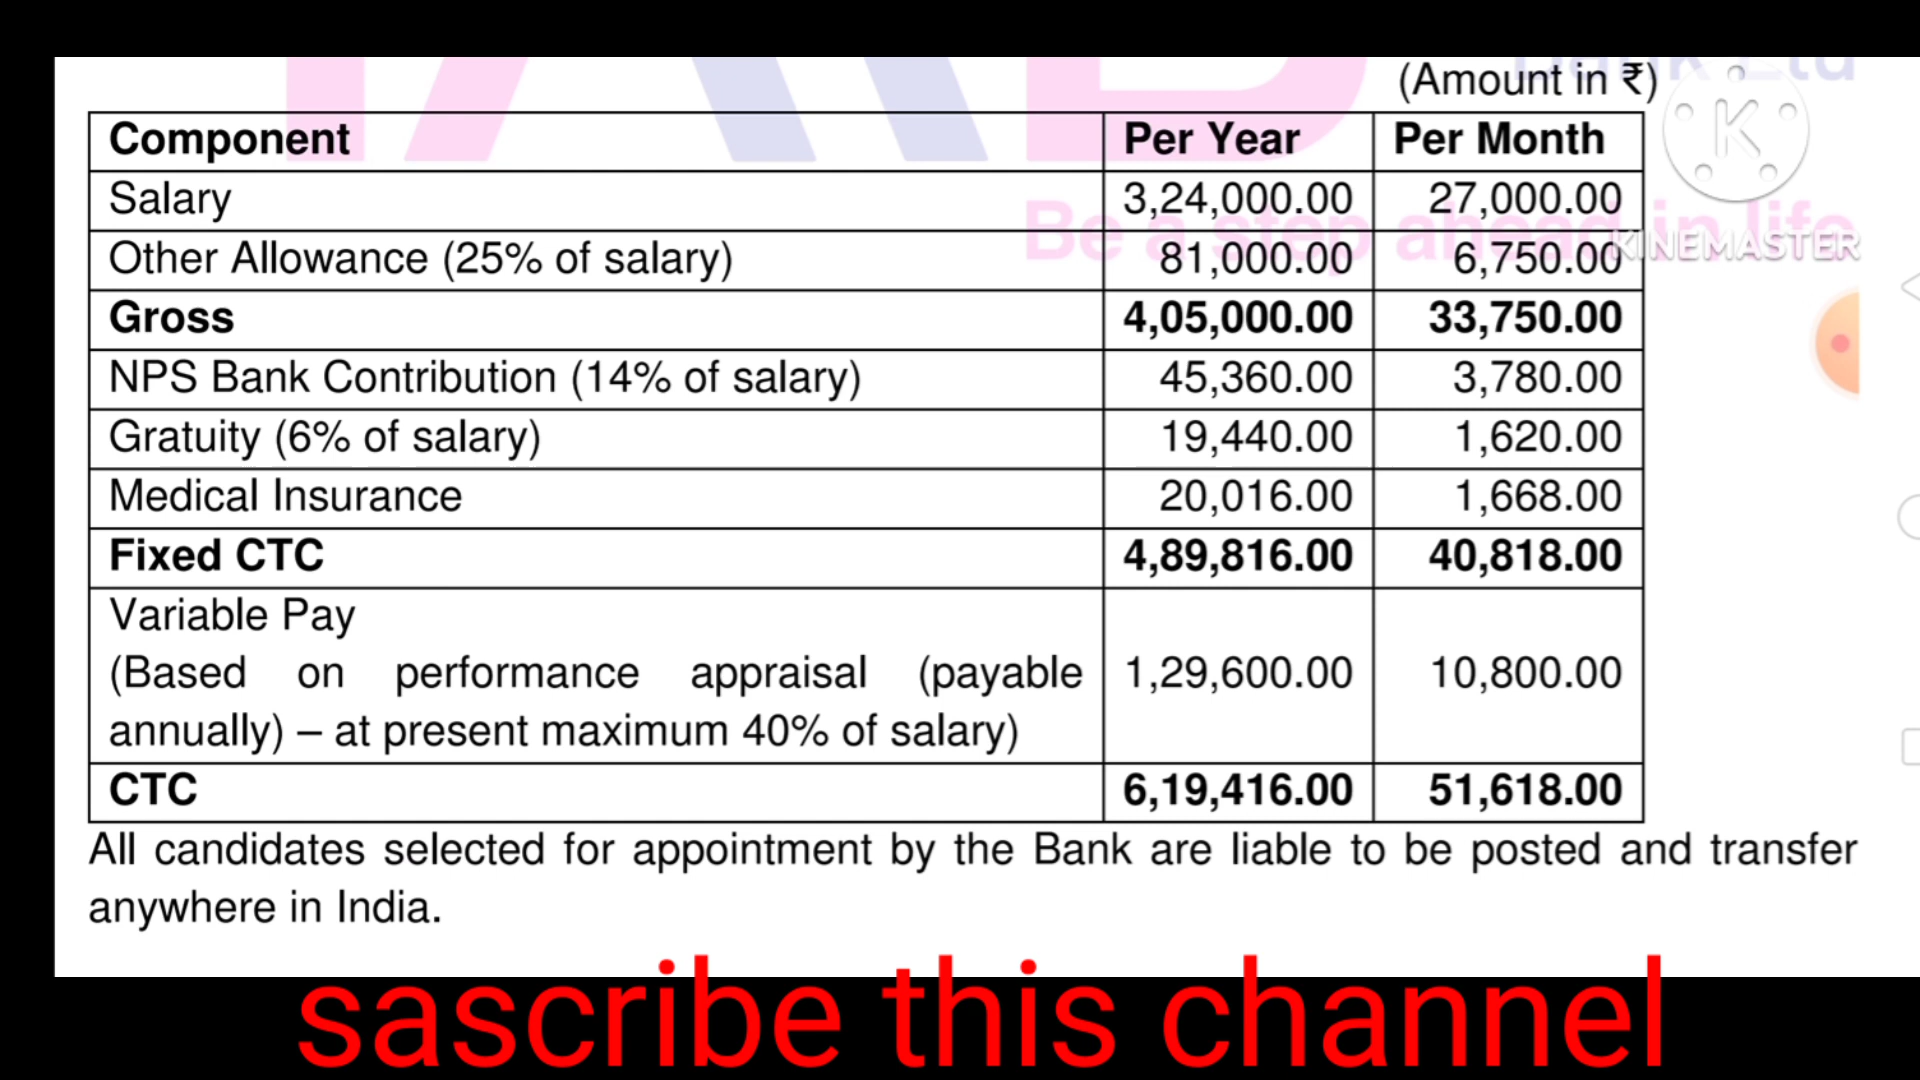 Bank Ltd
(Amount in ₹)
Component Per Year Per Month
Salary 3,24,000.00 27,000.00
Other Allowance (25% of salary) 81,000.00 6,750.00
Gross 4,05,000.00 33,750.00
NPS Bank Contribution (14% of salary) 45,360.00 3,780.00
Gratuity (6% of salary) 19,440.00 1,620.00
Medical Insurance 20,016.00 1,668.00
Fixed CTC 4,89,816.00 40,818.00
Variable Pay
(Based on performance appraisal (payable 1,29,600.00 10,800.00
annually) – at present maximum 40% of salary)
CTC 6,19,416.00 51,618.00
All candidates selected for appointment by the Bank are liable to be posted and transfer
anywhere in India.
Be a step ahead in life
K
KINEMASTER
sascribe this channel